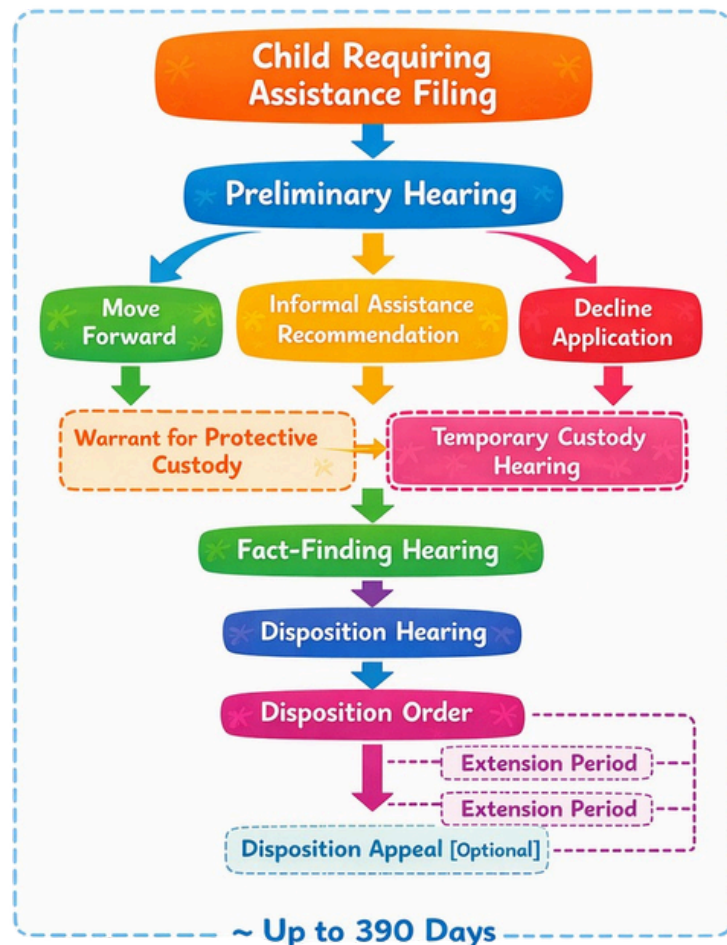 Child Requiring
Assistance Filing
Preliminary Hearing
Move
Forward
Informal Assistance
Recommendation
Decline
Application
Warrant for Protective
Custody
Temporary Custody
Hearing
Fact-Finding Hearing
Disposition Hearing
Disposition Order
Extension Period
Extension Period
Disposition Appeal [Optional]
~ Up to 390 Days